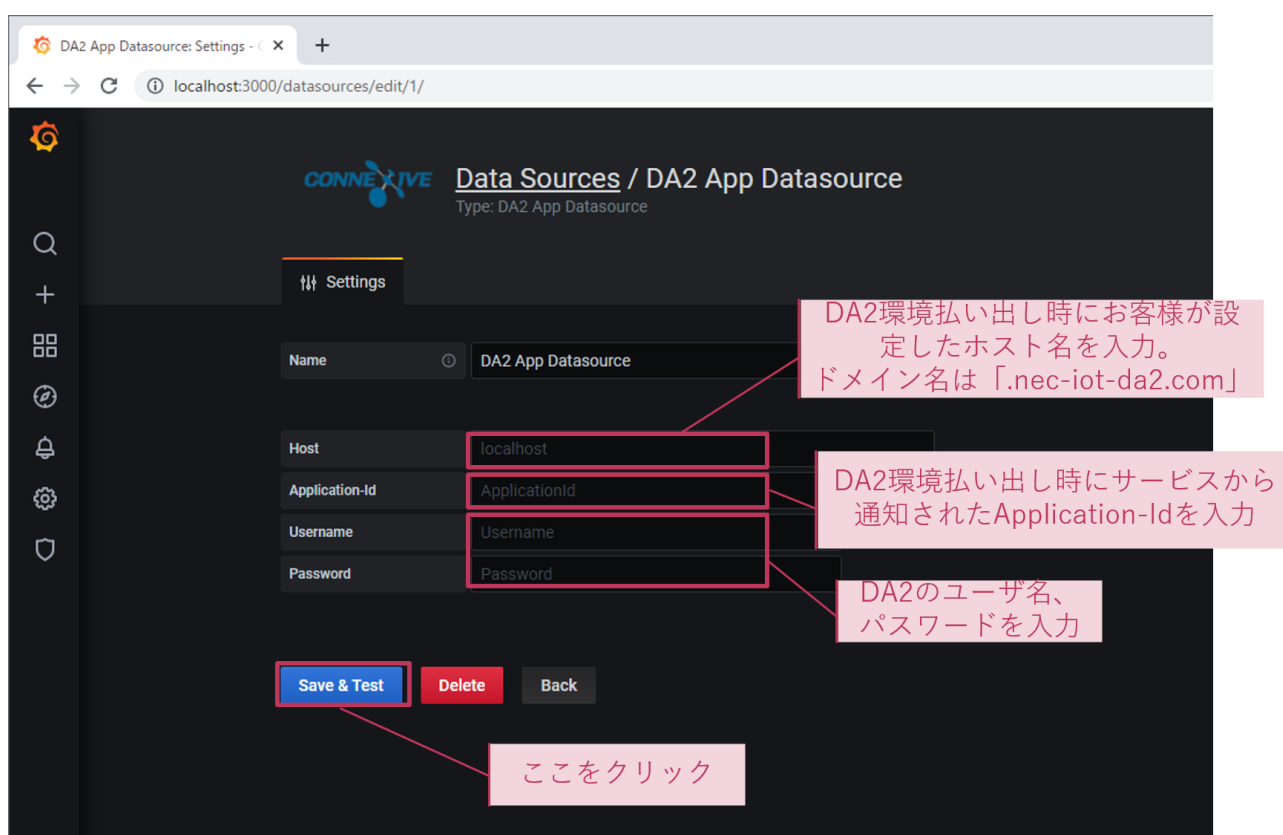 DA2 App Datasource: Settings - G
localhost:3000/datasources/edit/1/
CONNEXIVE
Data Sources / DA2 App Datasource
Type: DA2 App Datasource
Settings
DA2環境払い出し時にお客様が設
定したホスト名を入力。
ドメイン名は「.nec-iot-da2.com」
Name
DA2 App Datasource
Host
localhost
Application-Id
ApplicationId
DA2環境払い出し時にサービスから
通知されたApplication-Idを入力
Username
Username
Password
Password
DA2のユーザ名、
パスワードを入力
Save & Test
Delete
Back
ここをクリック